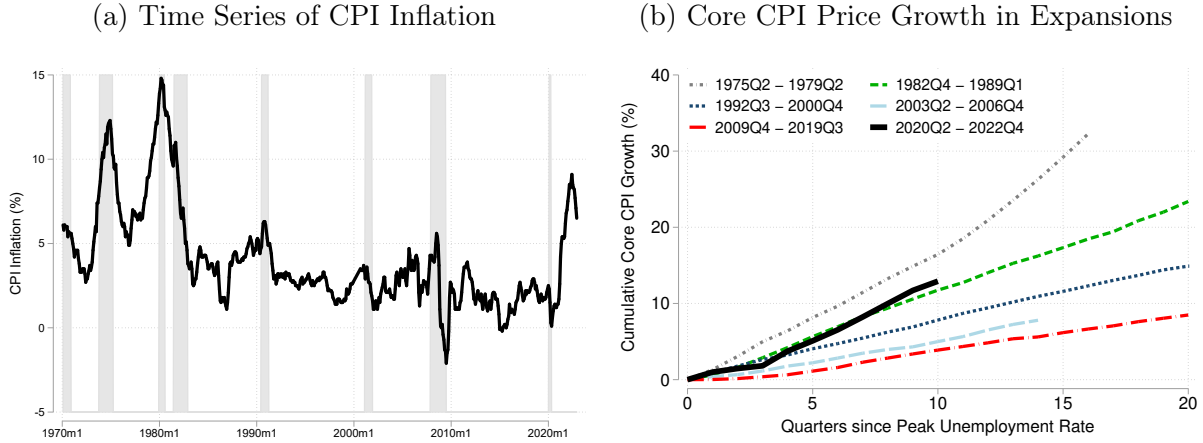 (a) Time Series of CPI Inflation
15
10
5
0
-5
CPI Inflation (%)
1970m1 1980m1 1990m1 2000m1 2010m1 2020m1
(b) Core CPI Price Growth in Expansions
40
30
20
10
0
Cumulative Core CPI Growth (%)
1975Q2 − 1979Q2 1982Q4 − 1989Q1
1992Q3 − 2000Q4 2003Q2 − 2006Q4
2009Q4 − 2019Q3 2020Q2 − 2022Q4
0 5 10 15 20
Quarters since Peak Unemployment Rate